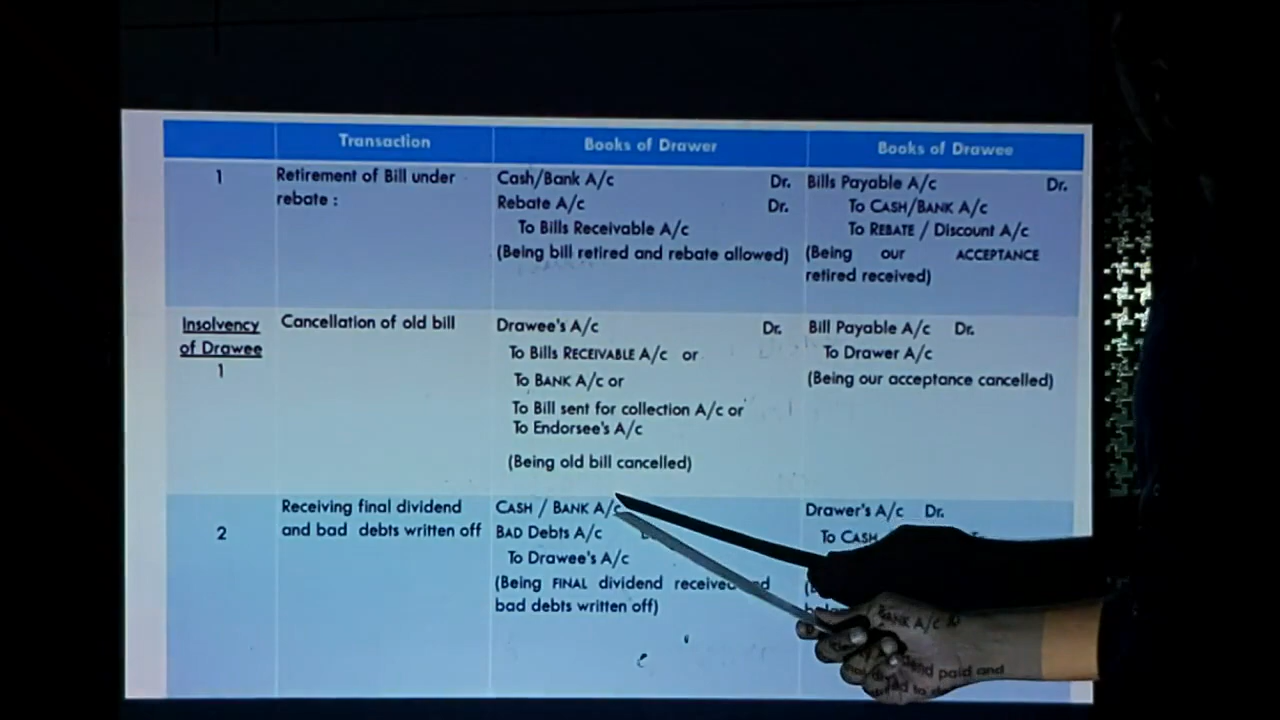 Transaction
Books of Drawer
Books of Drawee
1
Retirement of Bill under
rebate :
Cash/Bank A/c Dr.
Rebate A/c Dr.
To Bills Receivable A/c
(Being bill retired and rebate allowed)
Bills Payable A/c Dr.
To CASH/BANK A/c
To REBATE / Discount A/c
(Being our ACCEPTANCE
retired received)
Insolvency
of Drawee
1
Cancellation of old bill
Drawee's A/c Dr.
To Bills RECEIVABLE A/c or
To BANK A/c or
To Bill sent for collection A/c or
To Endorsee's A/c
(Being old bill cancelled)
Bill Payable A/c Dr.
To Drawer A/c
(Being our acceptance cancelled)
2
Receiving final dividend
and bad debts written off
CASH / BANK A/c
BAD Debts A/c
To Drawee's A/c
(Being FINAL dividend received
bad debts written off)
Drawer's A/c Dr.
To CASH
BANK A/c
paid and